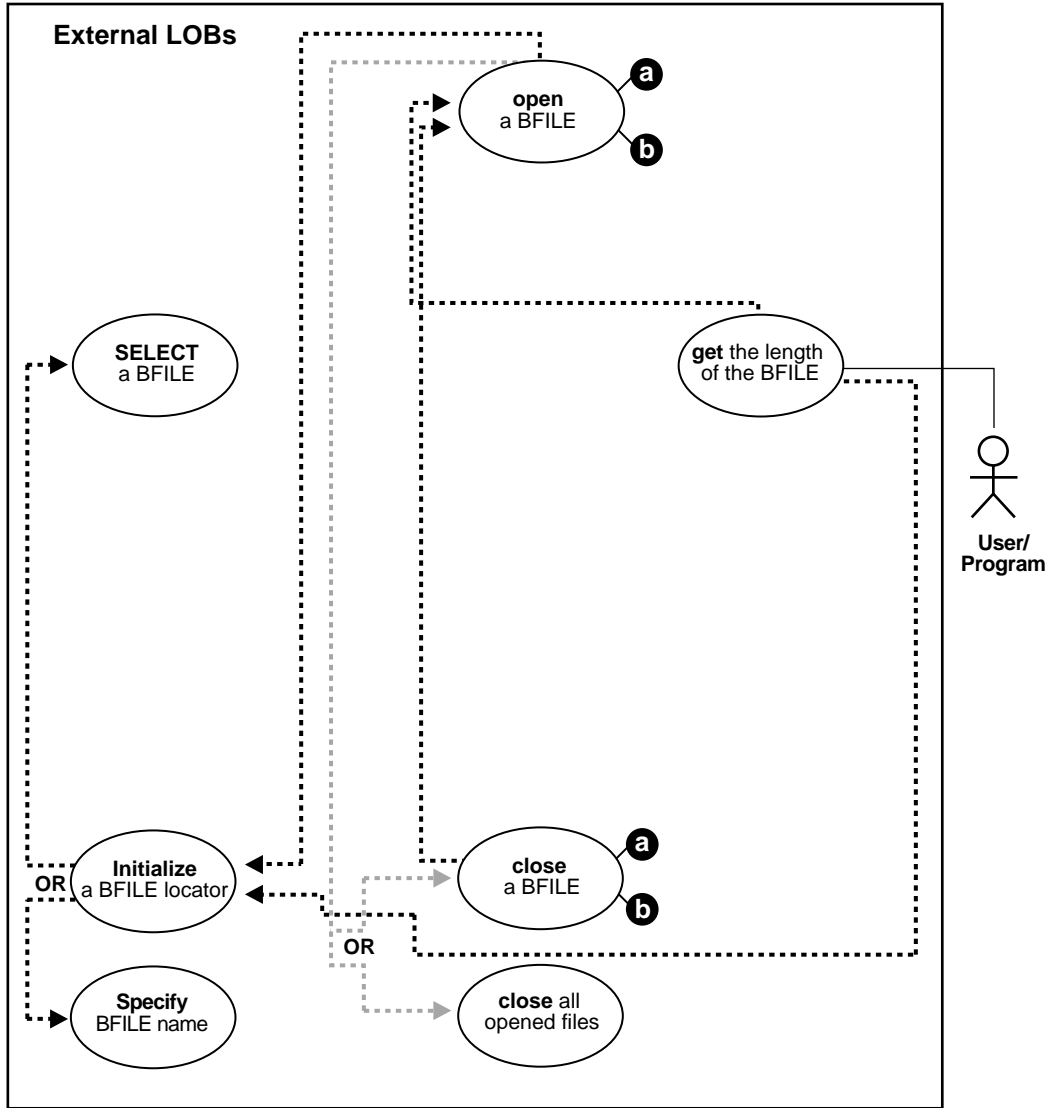 External LOBs
open
a BFILE
a
b
SELECT
a BFILE
get the length
of the BFILE
User/
Program
Initialize
a BFILE locator
OR
close
a BFILE
a
b
OR
Specify
BFILE name
close all
opened files